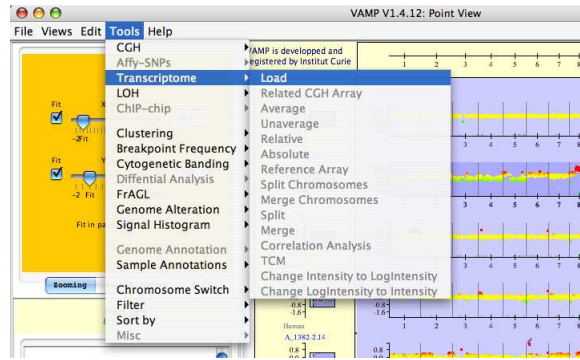 VAMP V1.4.12: Point View
File Views Edit Tools Help
VAMP is developped and
registered by Institut Curie
1 2 3 4 5 6 7 8
CGH
Affy-SNPs
Transcriptome
LOH
ChIP-chip
Clustering
Breakpoint Frequency
Cytogenetic Banding
Diffential Analysis
FrAGL
Genome Alteration
Signal Histogram
Genome Annotation
Sample Annotations
Chromosome Switch
Filter
Sort by
Misc
Load
Related CGH Array
Average
Unaverage
Relative
Absolute
Reference Array
Split Chromosomes
Merge Chromosomes
Split
Merge
Correlation Analysis
TCM
Change Intensity to LogIntensity
Change LogIntensity to Intensity
Fit X
-2Fit
Fit Y
-2 Fit
Fit in pa
Zooming
3 4 5 6 7 8
3 4 5 6 7 8
3 4 5 6 7 8
-0.8
-1.6
1 2 3 4 5 6 7 8
Human
A_1382-2.14
0.8
0.8